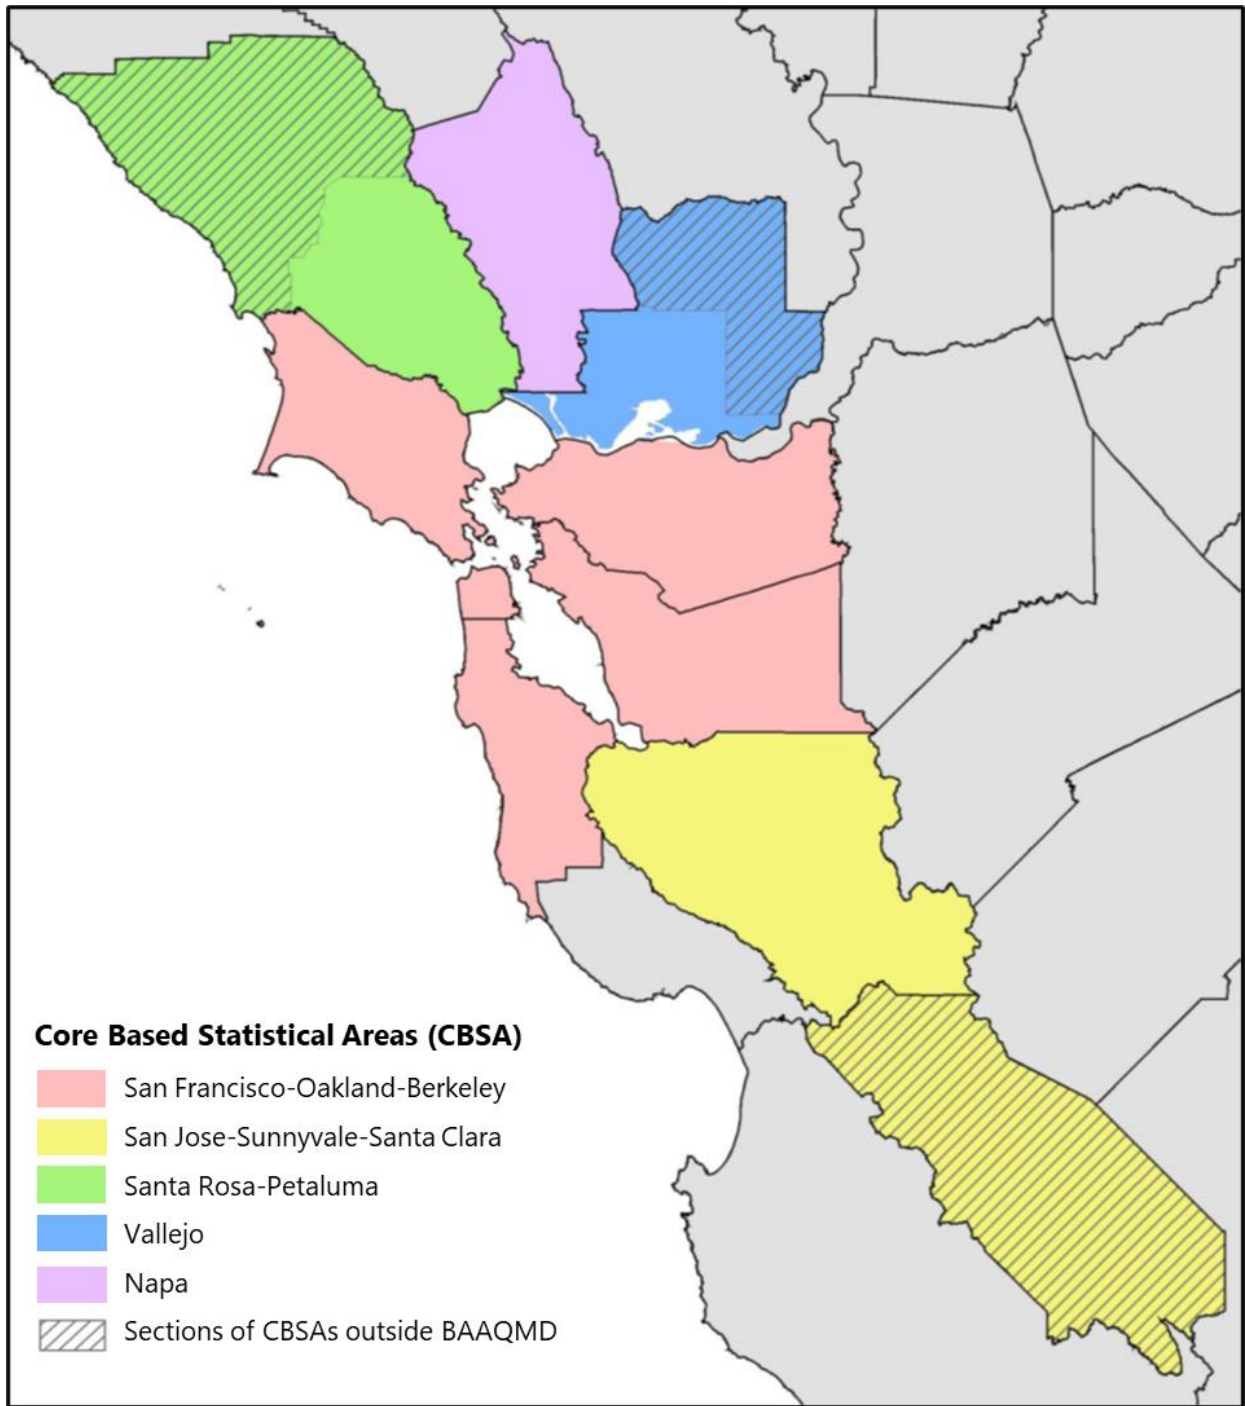 Core Based Statistical Areas (CBSA)
San Francisco-Oakland-Berkeley
San Jose-Sunnyvale-Santa Clara
Santa Rosa-Petaluma
Vallejo
Napa
Sections of CBSAs outside BAAQMD